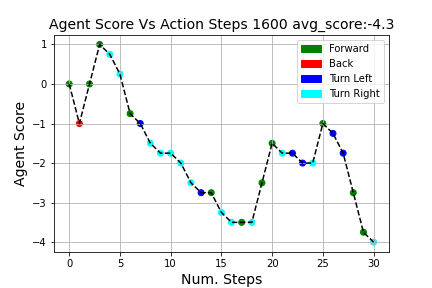 Agent Score Vs Action Steps 1600 avg_score:-4.3
Forward
Back
Turn Left
Turn Right
1
0
−1
−2
−3
−4
Agent Score
0 5 10 15 20 25 30
Num. Steps